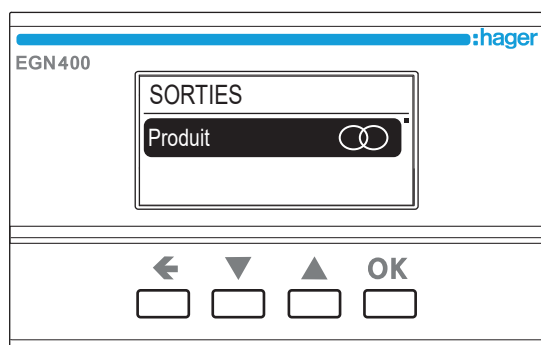 :hager
EGN400
SORTIES
Produit
OK